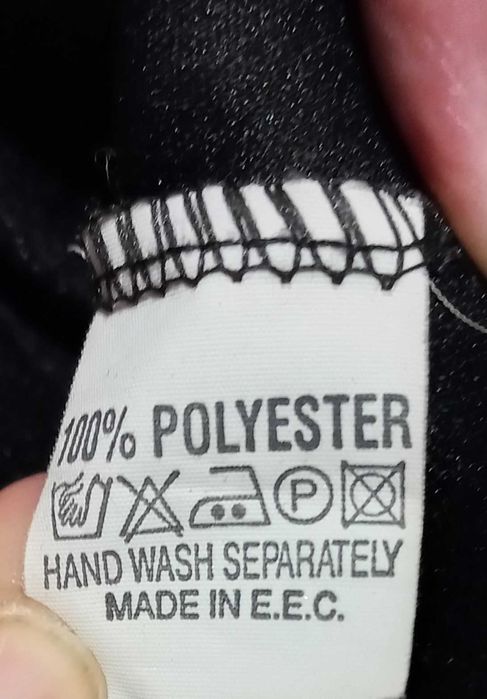 100% POLYESTER
P
HAND WASH SEPARATELY
MADE IN E.E.C.